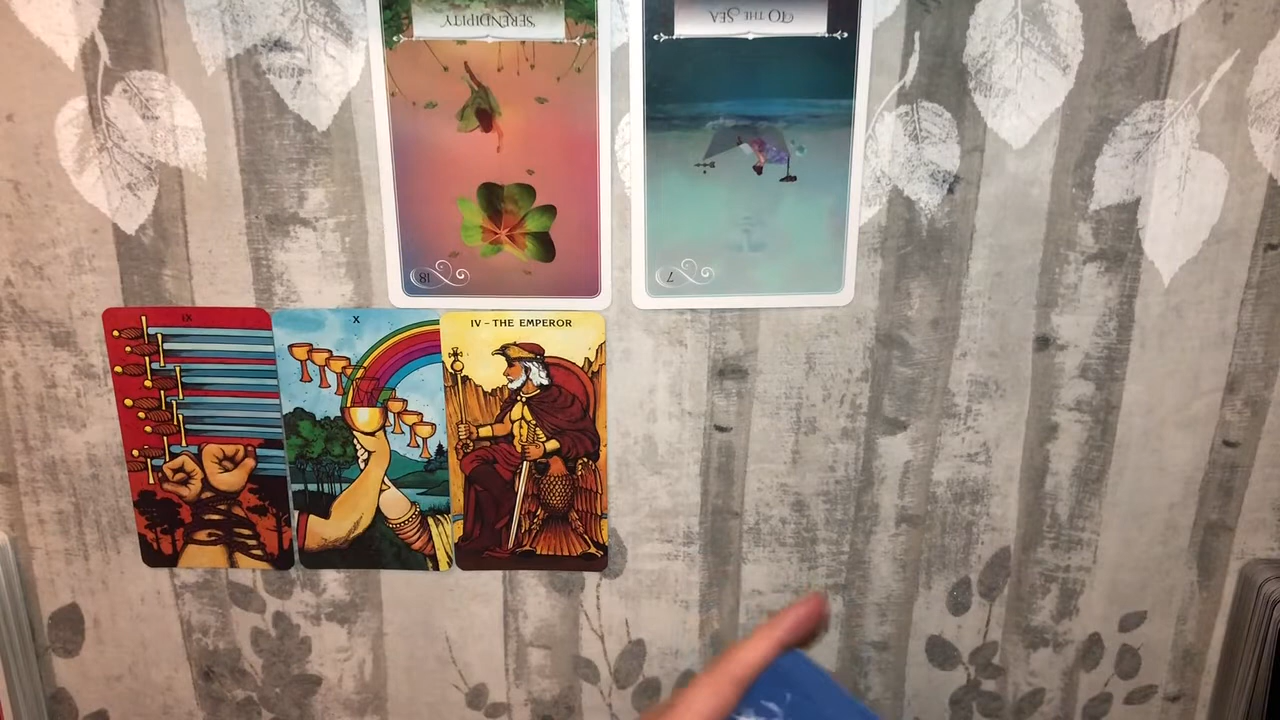 SERENDIPITY
TO THE SEA
18
7
IX
X
IV - THE EMPEROR